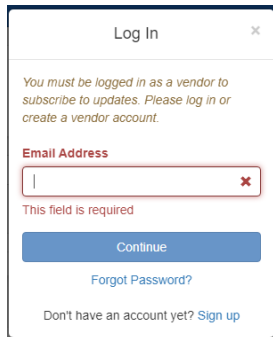 Log In
×
You must be logged in as a vendor to
subscribe to updates. Please log in or
create a vendor account.
Email Address
This field is required
Continue
Forgot Password?
Don't have an account yet? Sign up